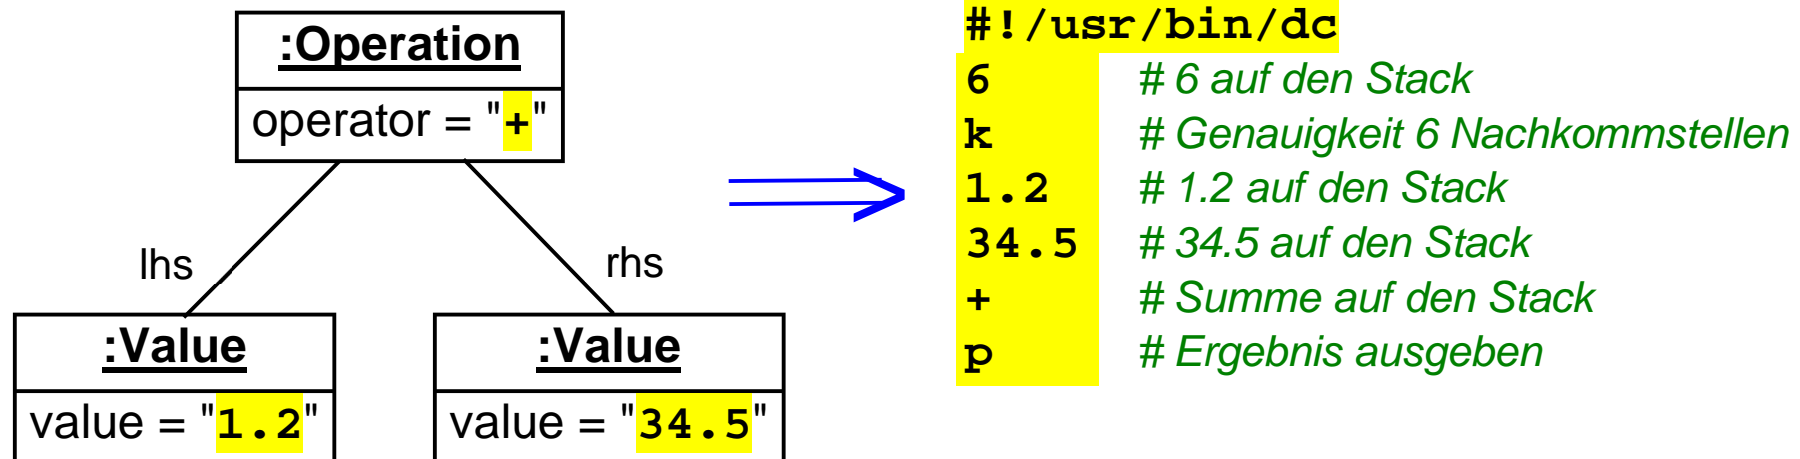 :Operation
operator = "+"
lhs
rhs
:Value
value = "1.2"
:Value
value = "34.5"
#!/usr/bin/dc
6 # 6 auf den Stack
k # Genauigkeit 6 Nachkommstellen
1.2 # 1.2 auf den Stack
34.5 # 34.5 auf den Stack
+ # Summe auf den Stack
p # Ergebnis ausgeben